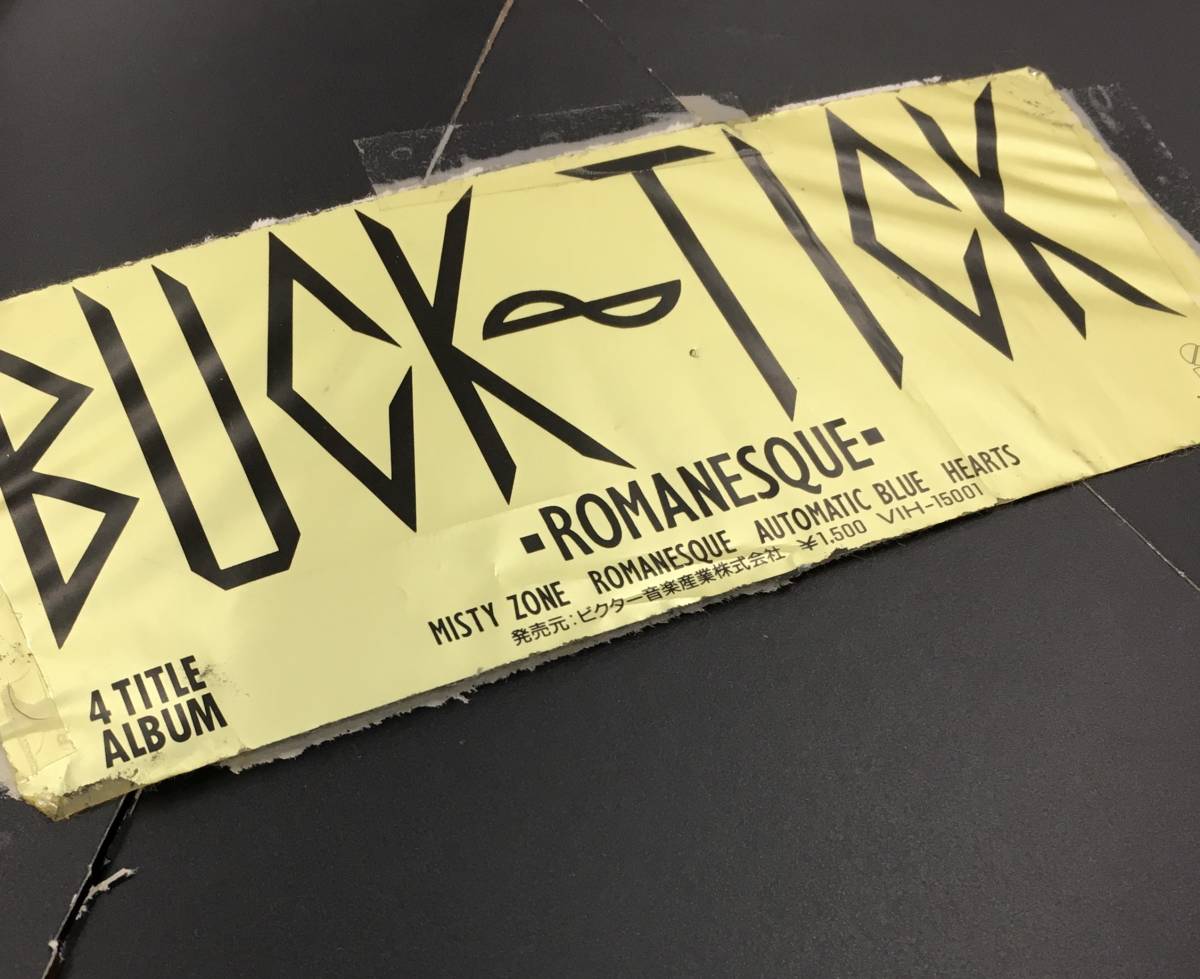 BUCK∞TICK
▪ROMANESQUE▪
MISTY ZONE ROMANESQUE AUTOMATIC BLUE HEARTS
発売元:ビクター音楽産業株式会社 ¥1,500 VIH-15001
4 TITLE
ALBUM